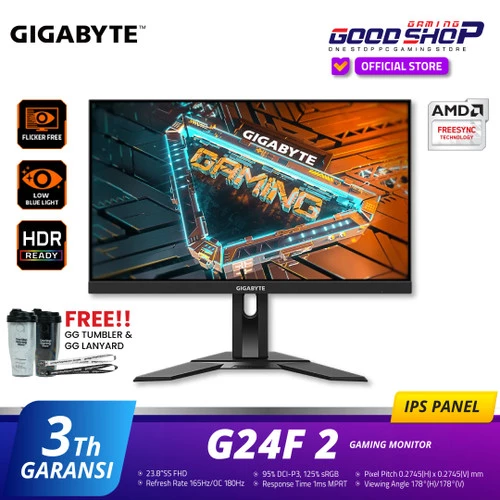 GIGABYTE™
GAMING
GOODSHOP
ONE STOP PC GAMING STORE
OFFICIAL STORE
FLICKER FREE
LOW
BLUE LIGHT
HDR
READY
AMD
FREESYNC
TECHNOLOGY
GIGABYTE
GAMING
GIGABYTE
FREE!!
GG TUMBLER &
GG LANYARD
IPS PANEL
3Th
GARANSI
G24F 2 GAMING MONITOR
• 23.8"SS FHD
• Refresh Rate 165Hz/OC 180Hz
• 95% DCI-P3, 125% sRGB
• Response Time 1ms MPRT
• Pixel Pitch 0.2745(H) x 0.2745(V) mm
• Viewing Angle 178°(H)/178°(V)